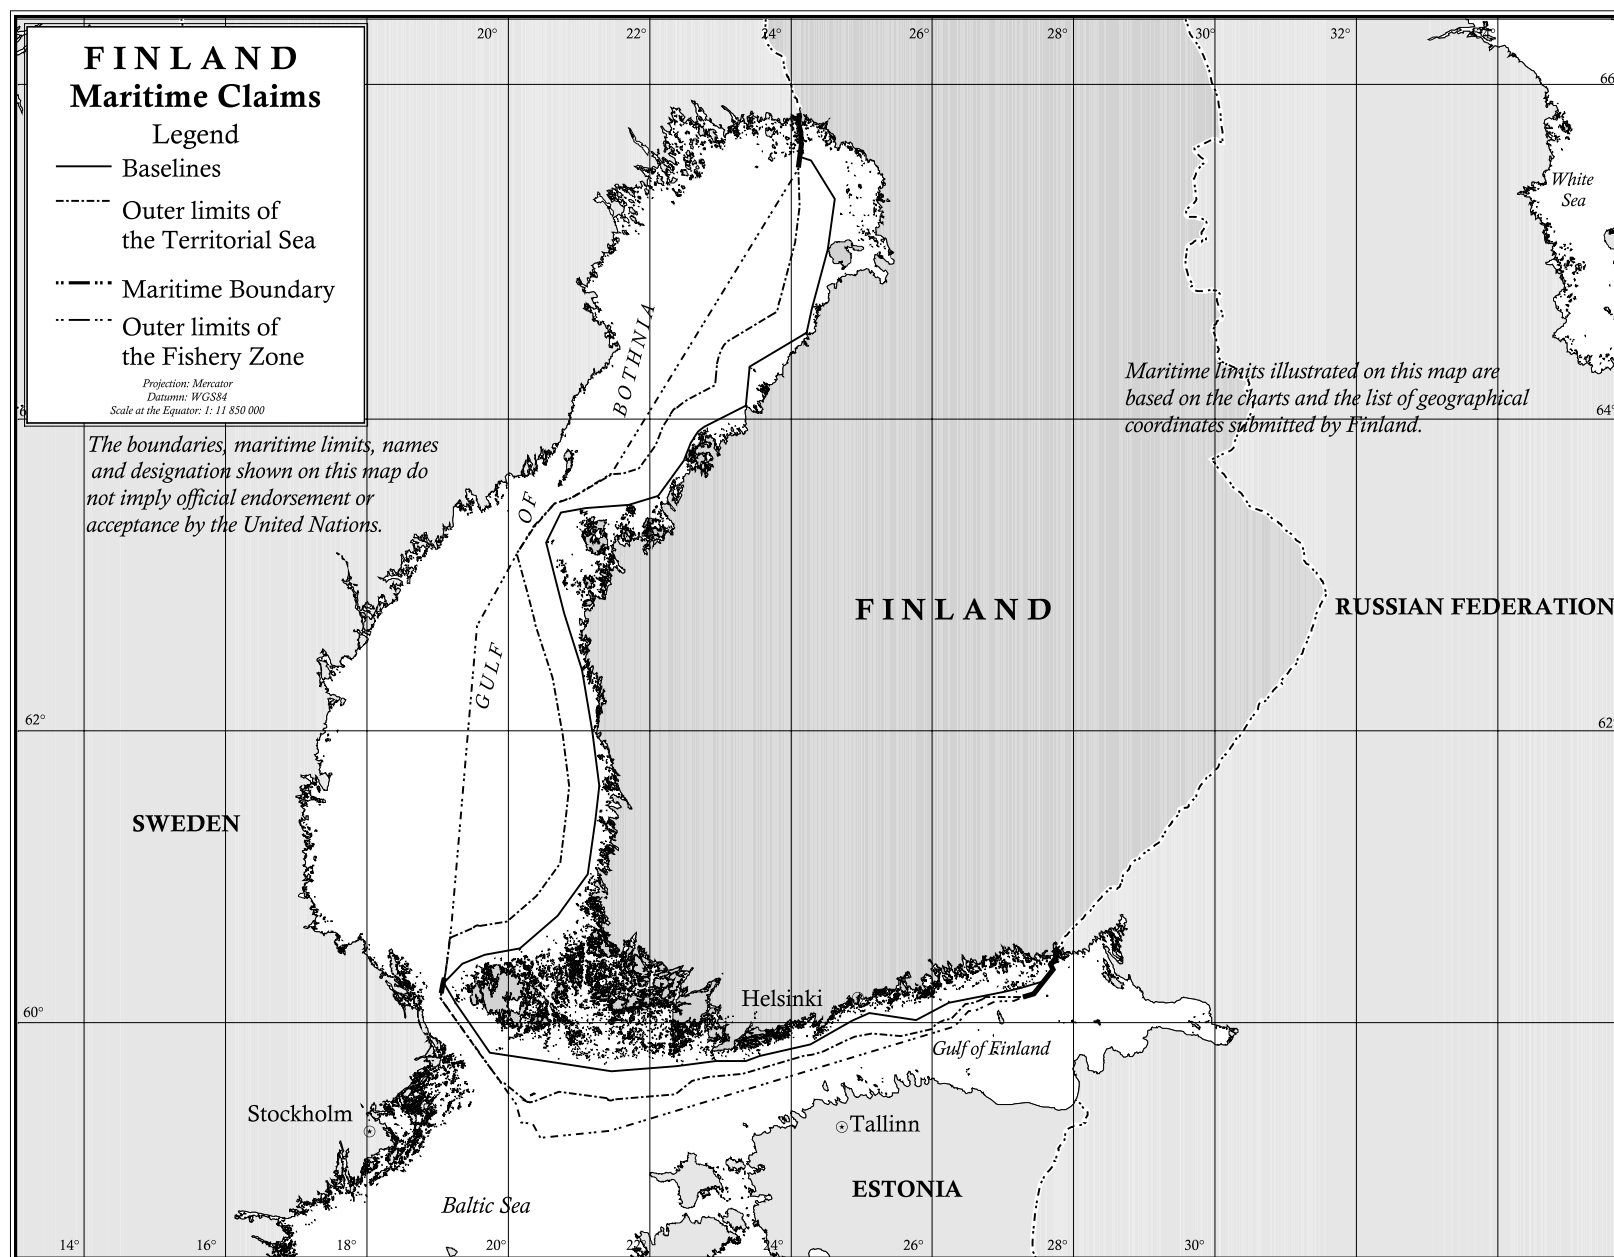 FINLAND
Maritime Claims
Legend
Baselines
Outer limits of
the Territorial Sea
Maritime Boundary
Outer limits of
the Fishery Zone
Projection: Mercator
Datumn: WGS84
Scale at the Equator: 1: 11 850 000
20°
22°
24°
26°
28°
30°
32°
66
White
Sea
BOTHNIA
Maritime limits illustrated on this map are
based on the charts and the list of geographical
coordinates submitted by Finland.
64°
The boundaries, maritime limits, names
and designation shown on this map do
not imply official endorsement or
acceptance by the United Nations.
OF
FINLAND
RUSSIAN FEDERATION
GULF
62°
62°
SWEDEN
Helsinki
60°
Gulf of Finland
Stockholm
Tallinn
ESTONIA
Baltic Sea
14°
16°
18°
20°
22°
24°
26°
28°
30°